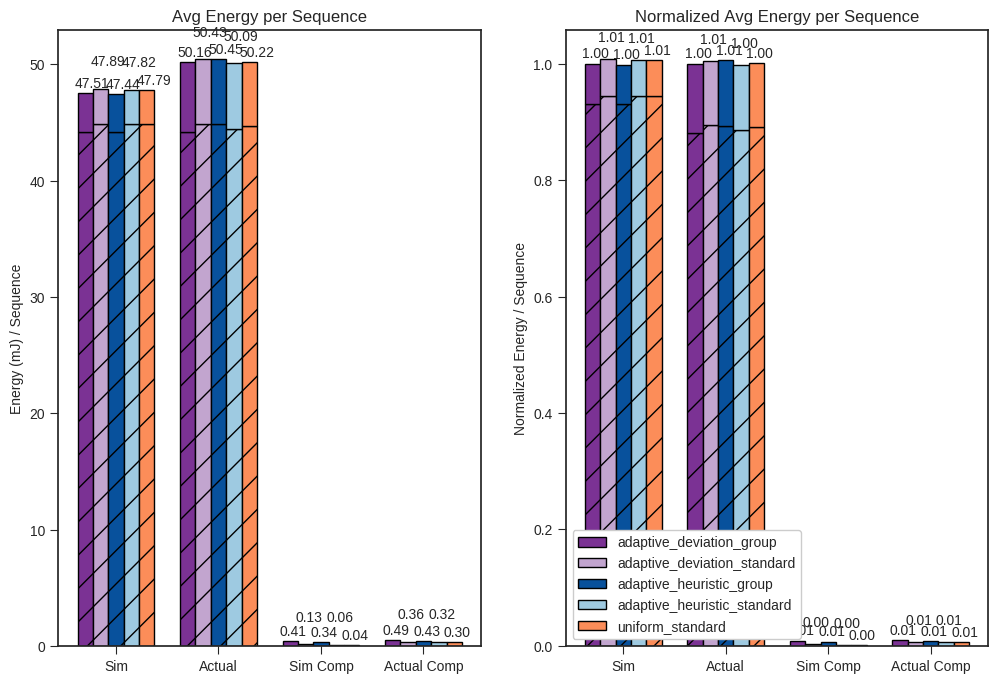 Avg Energy per Sequence
Energy (mJ) / Sequence
0
10
20
30
40
50
47.51
47.89
47.44
47.82
47.79
50.16
50.43
50.45
50.09
50.22
0.41
0.13
0.34
0.06
0.04
0.49
0.36
0.43
0.32
0.30
Sim
Actual
Sim Comp
Actual Comp
Normalized Avg Energy per Sequence
Normalized Energy / Sequence
0.0
0.2
0.4
0.6
0.8
1.0
1.00
1.01
1.00
1.01
1.01
1.00
1.01
1.01
1.00
1.00
0.00
0.01
0.00
0.00
0.01
0.01
0.01
0.01
adaptive_deviation_group
adaptive_deviation_standard
adaptive_heuristic_group
adaptive_heuristic_standard
uniform_standard
Sim
Actual
Sim Comp
Actual Comp